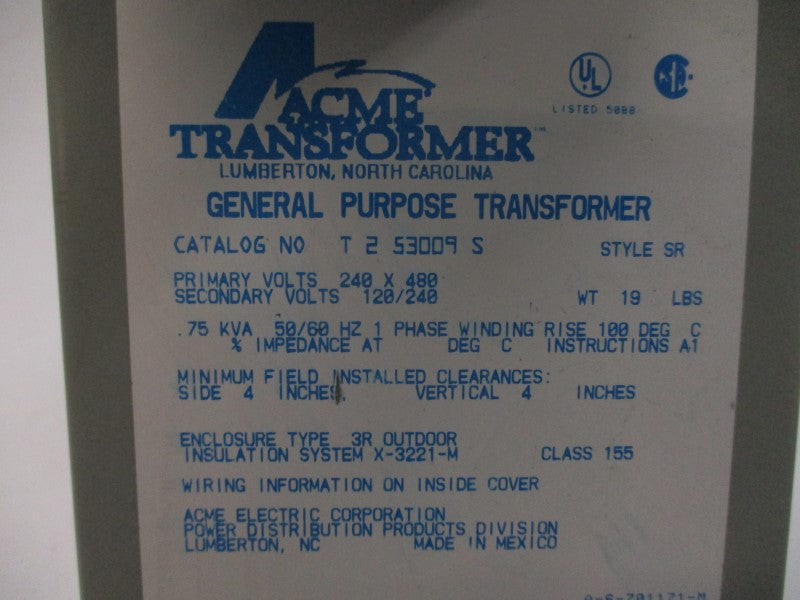 ACME
TRANSFORMER
LUMBERTON, NORTH CAROLINA
UL
LISTED 50BB
GENERAL PURPOSE TRANSFORMER
CATALOG NO T 2 53009 S STYLE SR
PRIMARY VOLTS 240 X 480
SECONDARY VOLTS 120/240 WT 19 LBS
.75 KVA 50/60 HZ 1 PHASE WINDING RISE 100 DEG C
% IMPEDANCE AT DEG C INSTRUCTIONS A1
MINIMUM FIELD INSTALLED CLEARANCES:
SIDE 4 INCHES VERTICAL 4 INCHES
ENCLOSURE TYPE 3R OUTDOOR
INSULATION SYSTEM X-3221-M CLASS 155
WIRING INFORMATION ON INSIDE COVER
ACME ELECTRIC CORPORATION
POWER DISTRIBUTION PRODUCTS DIVISION
LUMBERTON, NC MADE IN MEXICO